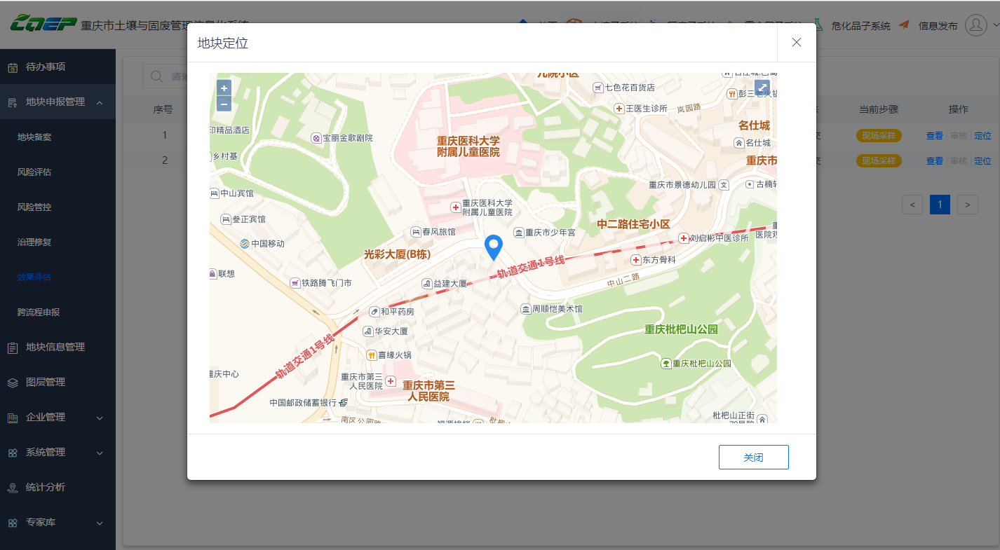 CQEP 重庆市土壤与固废管理信息化系统
危化品子系统
信息发布
地块定位
待办事项
地块申报管理
地块备案
风险评估
风险管控
治理修复
效果评估
跨流程申报
地块信息管理
图层管理
企业管理
系统管理
统计分析
专家库
序号
当前步骤
操作
1
现场采样
查看 审核 定位
2
现场采样
查看 审核 定位
< 1 >
+
−
九院小区
七色花百货店
王医生诊所
岚园路
名仕城
名仕城
重庆市
印精品酒店
宝丽金歌剧院
重庆医科大学
附属儿童医院
乡村基
重庆市景德幼儿园
中山宾馆
重庆医科大学
附属儿童医院
叁正宾馆
春风旅馆
重庆市少年宫
中二路住宅小区
中国移动
刘启彬中医诊所
光彩大厦(B栋)
东方骨科
轨道交通1号线
联想
铁路腾飞门市
益建大厦
中山二路
和平药房
周顺恺美术馆
华安大厦
重庆枇杷山公园
轨道交通1号线
喜缘火锅
重庆枇杷山公园
重庆市第三
人民医院
重庆市第三
人民医院
中国邮政储蓄银行
南区公园路
枇杷山正街
关闭